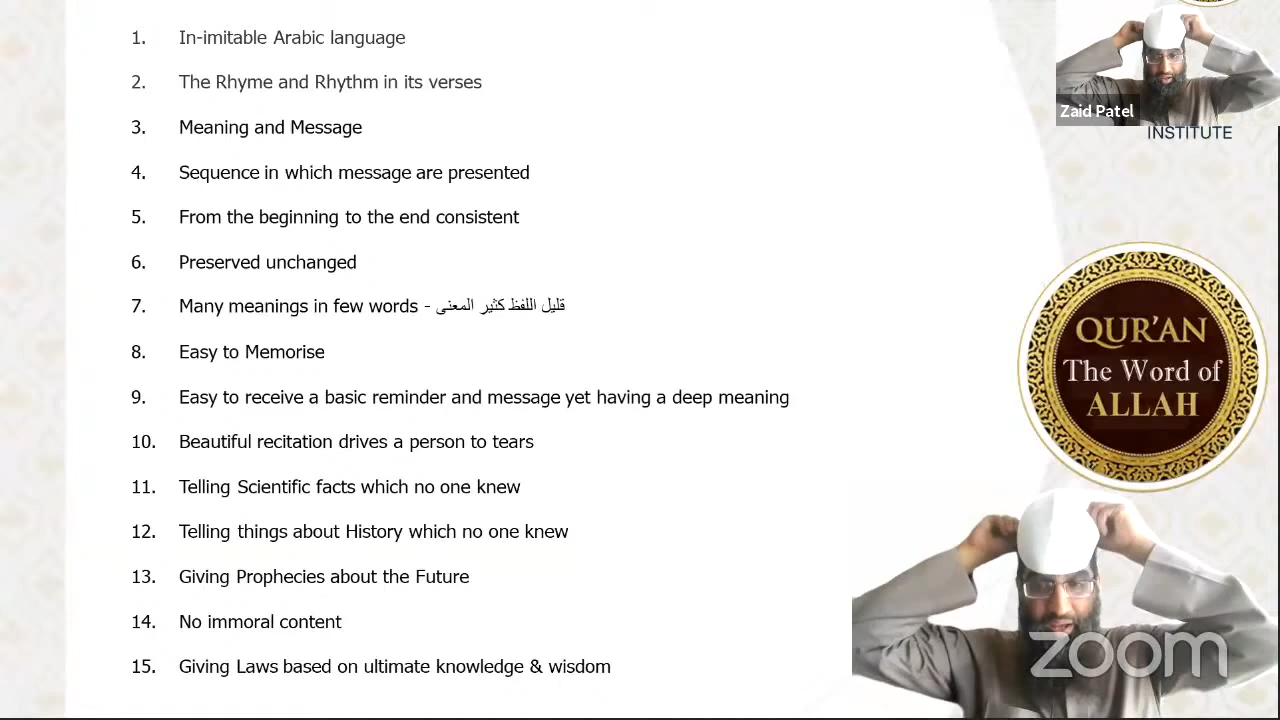 1. In-imitable Arabic language
2. The Rhyme and Rhythm in its verses
3. Meaning and Message
4. Sequence in which message are presented
5. From the beginning to the end consistent
6. Preserved unchanged
7. Many meanings in few words - قليل اللفظ كثير المعنى
8. Easy to Memorise
9. Easy to receive a basic reminder and message yet having a deep meaning
10. Beautiful recitation drives a person to tears
11. Telling Scientific facts which no one knew
12. Telling things about History which no one knew
13. Giving Prophecies about the Future
14. No immoral content
15. Giving Laws based on ultimate knowledge & wisdom
Zaid Patel
INSTITUTE
QUR'AN
The Word of
ALLAH
zoom